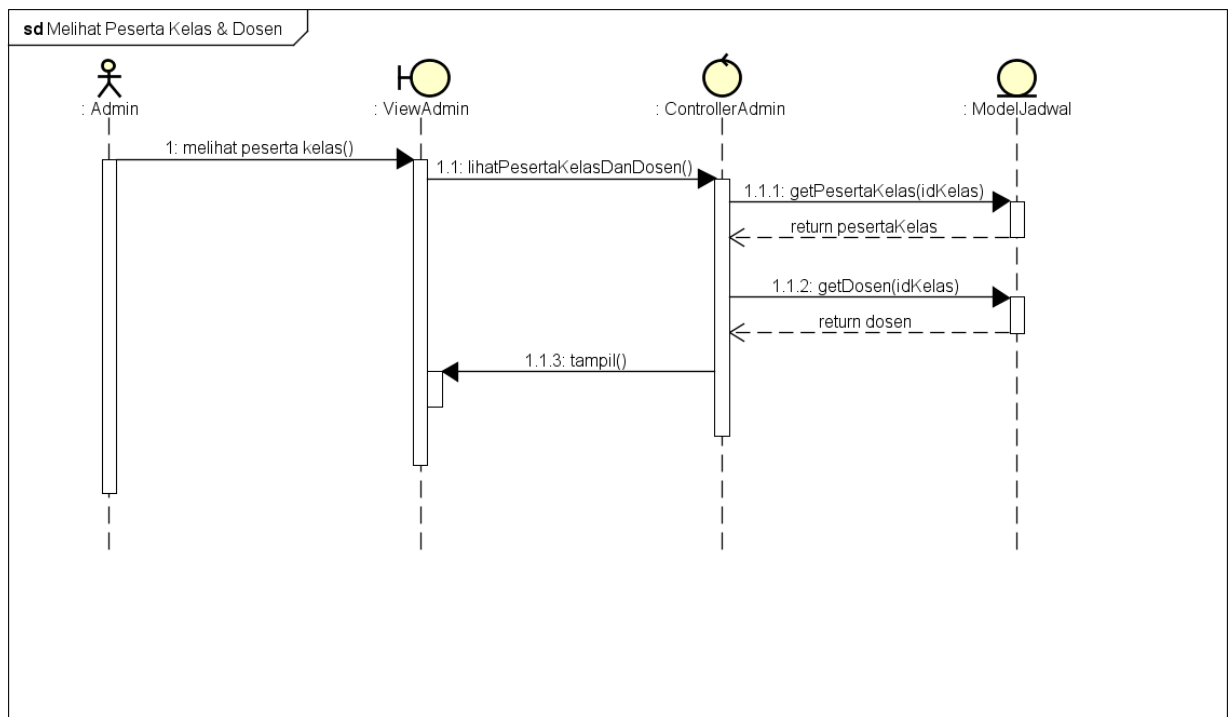 sd Melihat Peserta Kelas & Dosen
: Admin
: ViewAdmin
: ControllerAdmin
: ModelJadwal
1: melihat peserta kelas()
1.1: lihatPesertaKelasDanDosen()
1.1.1: getPesertaKelas(idKelas)
return pesertaKelas
1.1.2: getDosen(idKelas)
return dosen
1.1.3: tampil()